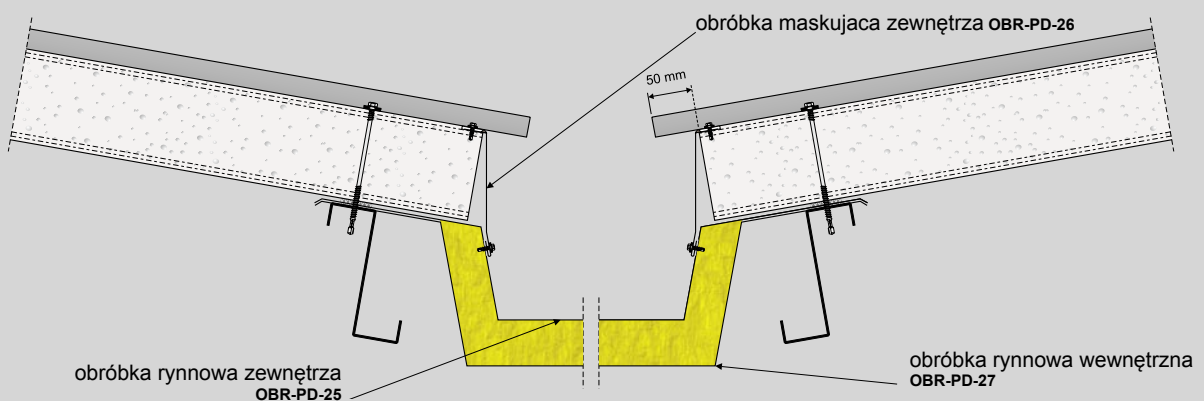 obróbka maskujaca zewnętrza OBR-PD-26
50 mm
obróbka rynnowa zewnętrza
OBR-PD-25
obróbka rynnowa wewnętrzna
OBR-PD-27